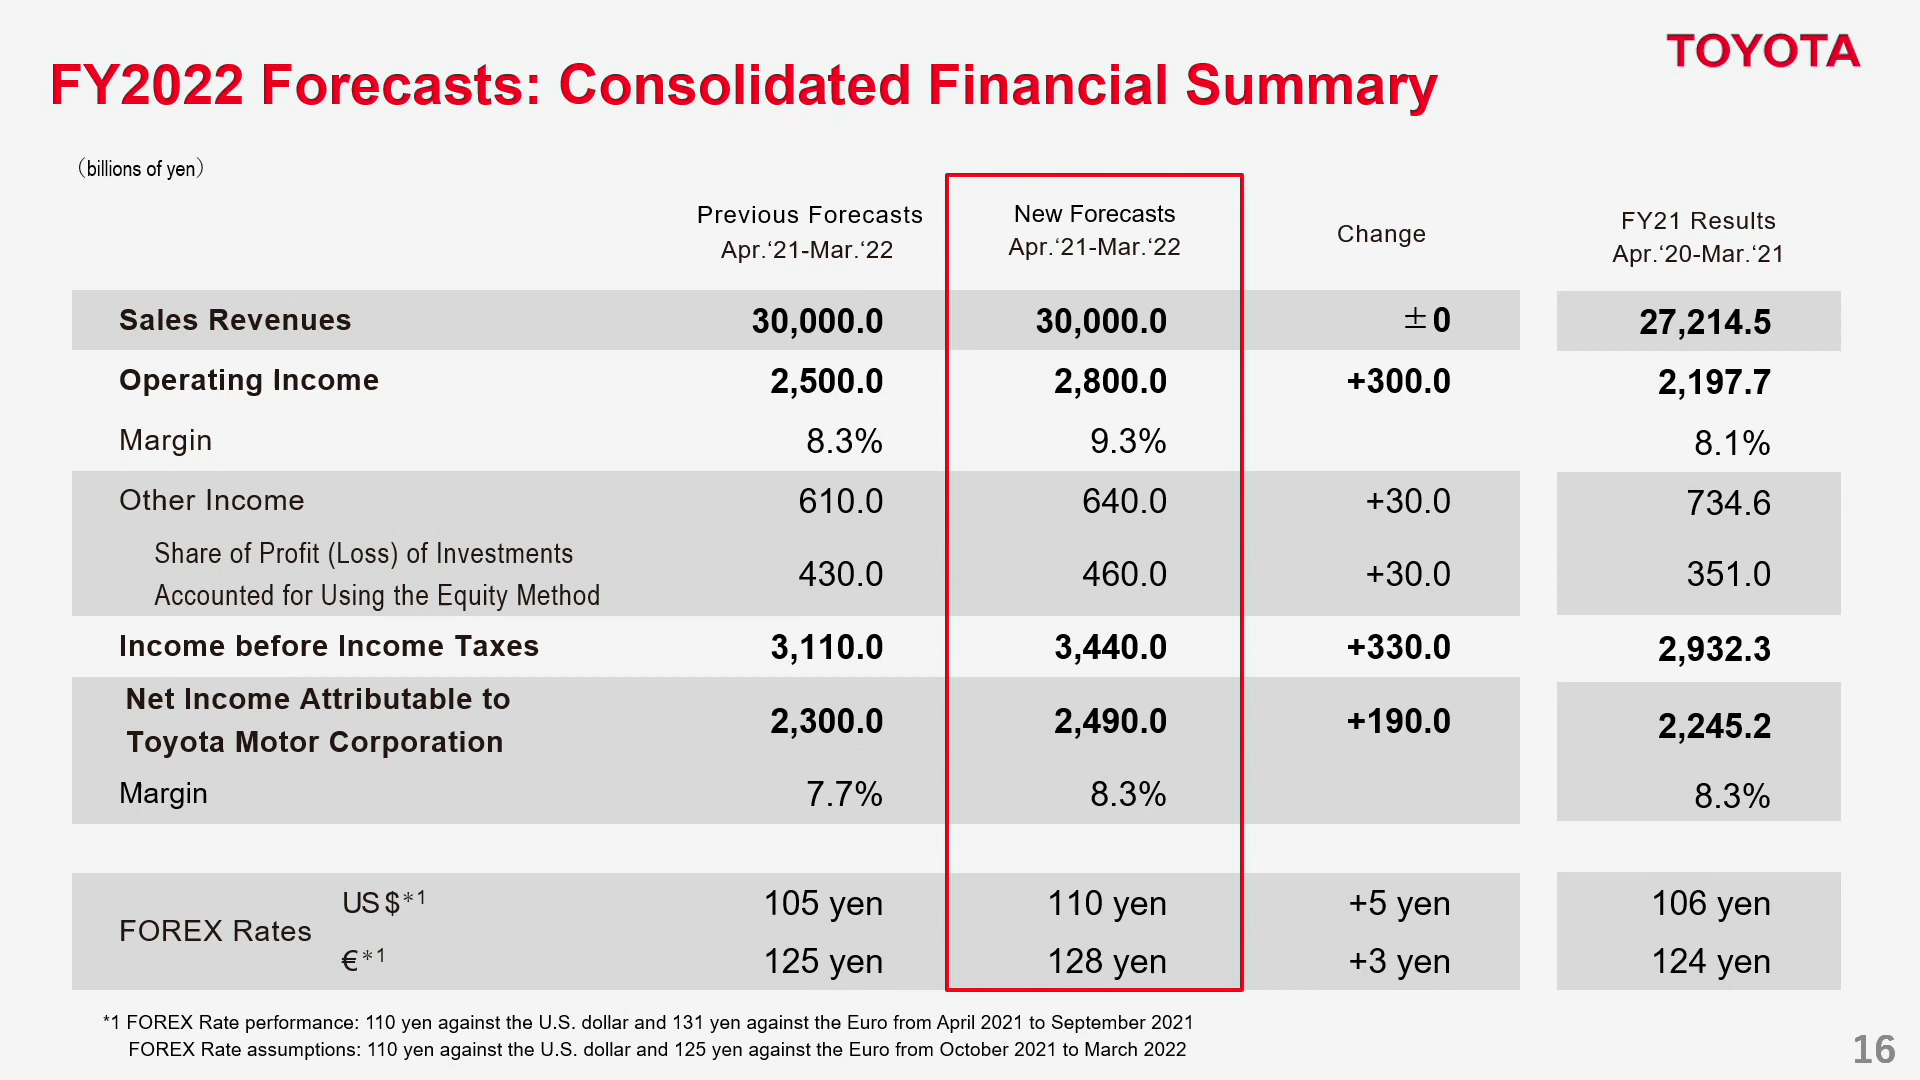 TOYOTA
FY2022 Forecasts: Consolidated Financial Summary
（billions of yen）
Previous Forecasts New Forecasts Change FY21 Results
Apr.‘21-Mar.‘22 Apr.‘21-Mar.‘22 Apr.‘20-Mar.‘21
Sales Revenues 30,000.0 30,000.0 ±0 27,214.5
Operating Income 2,500.0 2,800.0 +300.0 2,197.7
Margin 8.3% 9.3% 8.1%
Other Income 610.0 640.0 +30.0 734.6
Share of Profit (Loss) of Investments
Accounted for Using the Equity Method 430.0 460.0 +30.0 351.0
Income before Income Taxes 3,110.0 3,440.0 +330.0 2,932.3
Net Income Attributable to
Toyota Motor Corporation 2,300.0 2,490.0 +190.0 2,245.2
Margin 7.7% 8.3% 8.3%
FOREX Rates
US$*1 105 yen 110 yen +5 yen 106 yen
€*1 125 yen 128 yen +3 yen 124 yen
*1 FOREX Rate performance: 110 yen against the U.S. dollar and 131 yen against the Euro from April 2021 to September 2021
FOREX Rate assumptions: 110 yen against the U.S. dollar and 125 yen against the Euro from October 2021 to March 2022
16